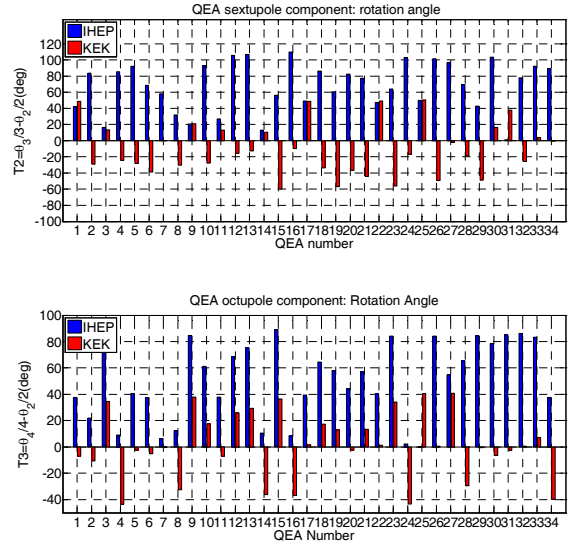 QEA sextupole component: rotation angle
IHEP
KEK
T2=θ3/3-θ2/2(deg)
120
100
80
60
40
20
0
-20
-40
-60
-80
-100
1 2 3 4 5 6 7 8 9 10 11 12 13 14 15 16 17 18 19 20 21 22 23 24 25 26 27 28 29 30 31 32 33 34
QEA number
QEA octupole component: Rotation Angle
IHEP
KEK
T3=θ4/4-θ2/2(deg)
100
80
60
40
20
0
-20
-40
1 2 3 4 5 6 7 8 9 10 11 12 13 14 15 16 17 18 19 20 21 22 23 24 25 26 27 28 29 30 31 32 33 34
QEA Number